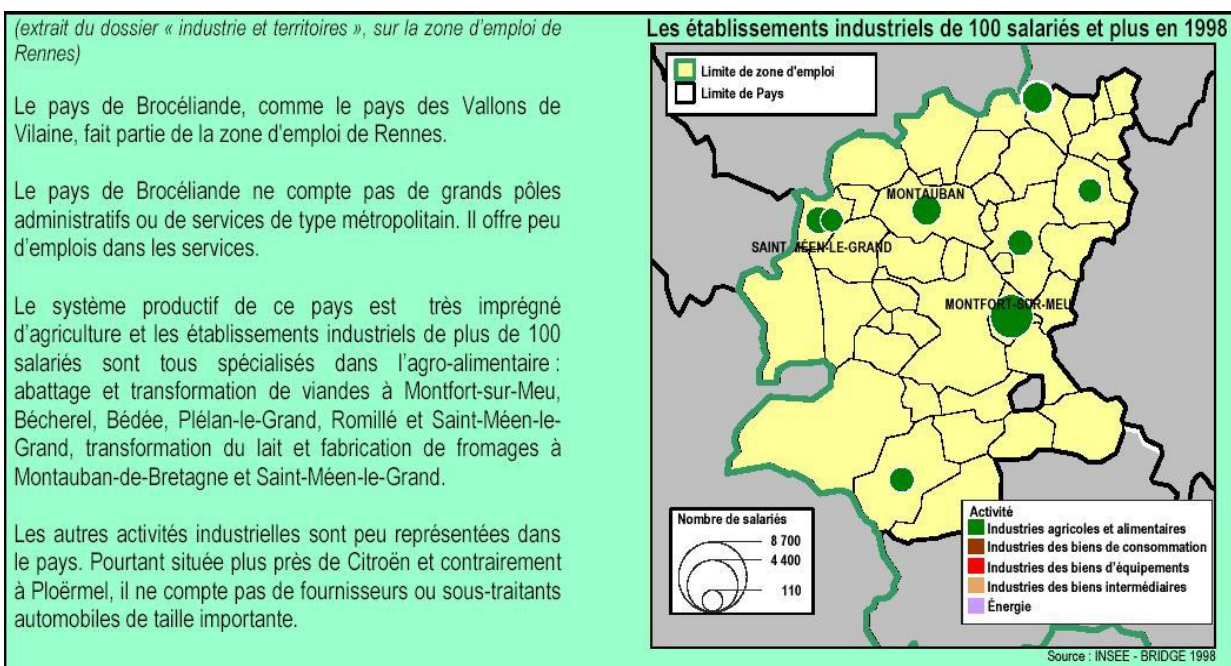 (extrait du dossier « industrie et territoires », sur la zone d'emploi de
Rennes)
Le pays de Brocéliande, comme le pays des Vallons de
Vilaine, fait partie de la zone d'emploi de Rennes.
Le pays de Brocéliande ne compte pas de grands pôles
administratifs ou de services de type métropolitain. Il offre peu
d'emplois dans les services.
Le système productif de ce pays est très imprégné
d'agriculture et les établissements industriels de plus de 100
salariés sont tous spécialisés dans l'agro-alimentaire :
abattage et transformation de viandes à Montfort-sur-Meu,
Bécherel, Bédée, Plélan-le-Grand, Romillé et Saint-Méen-le-
Grand, transformation du lait et fabrication de fromages à
Montauban-de-Bretagne et Saint-Méen-le-Grand.
Les autres activités industrielles sont peu représentées dans
le pays. Pourtant située plus près de Citroën et contrairement
à Ploërmel, il ne compte pas de fournisseurs ou sous-traitants
automobiles de taille importante.
Les établissements industriels de 100 salariés et plus en 1998
Limite de zone d'emploi
Limite de Pays
MONTAUBAN
SAINT-MÉEN-LE-GRAND
MONTFORT-SUR-MEU
Nombre de salariés
8 700
4 400
110
Activité
Industries agricoles et alimentaires
Industries des biens de consommation
Industries des biens d'équipements
Industries des biens intermédiaires
Énergie
Source : INSEE - BRIDGE 1998